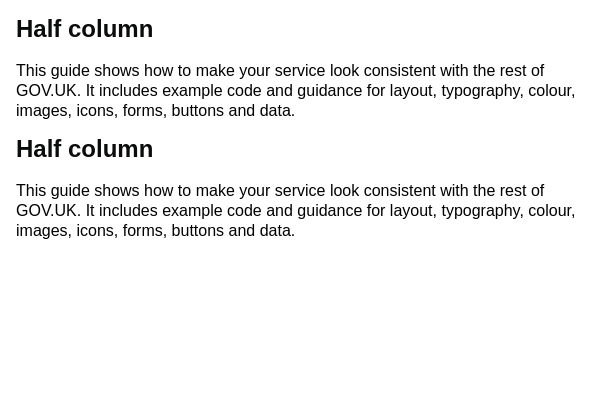 Half column
This guide shows how to make your service look consistent with the rest of
GOV.UK. It includes example code and guidance for layout, typography, colour,
images, icons, forms, buttons and data.
Half column
This guide shows how to make your service look consistent with the rest of
GOV.UK. It includes example code and guidance for layout, typography, colour,
images, icons, forms, buttons and data.